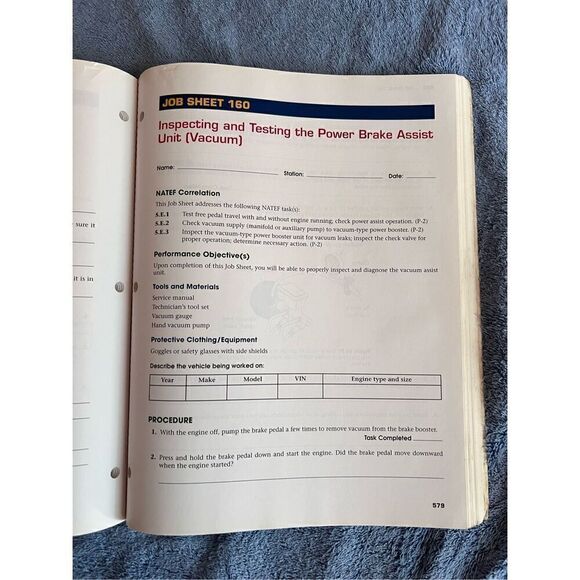 sure it
it is in
JOB SHEET 160
Inspecting and Testing the Power Brake Assist
Unit (Vacuum)
Name: Station: Date:
NATEF Correlation
This Job Sheet addresses the following NATEF task(s):
5.E.1 Test free pedal travel with and without engine running; check power assist operation. (P-2)
5.E.2 Check vacuum supply (manifold or auxiliary pump) to vacuum-type power booster. (P-2)
5.E.3 Inspect the vacuum-type power booster unit for vacuum leaks; inspect the check valve for
proper operation; determine necessary action. (P-2)
Performance Objective(s)
Upon completion of this Job Sheet, you will be able to properly inspect and diagnose the vacuum assist
unit.
Tools and Materials
Service manual
Technician's tool set
Vacuum gauge
Hand vacuum pump
Protective Clothing/Equipment
Goggles or safety glasses with side shields
Describe the vehicle being worked on:
Year Make Model VIN Engine type and size
PROCEDURE
1. With the engine off, pump the brake pedal a few times to remove vacuum from the brake booster.
Task Completed
2. Press and hold the brake pedal down and start the engine. Did the brake pedal move downward
when the engine started?
579